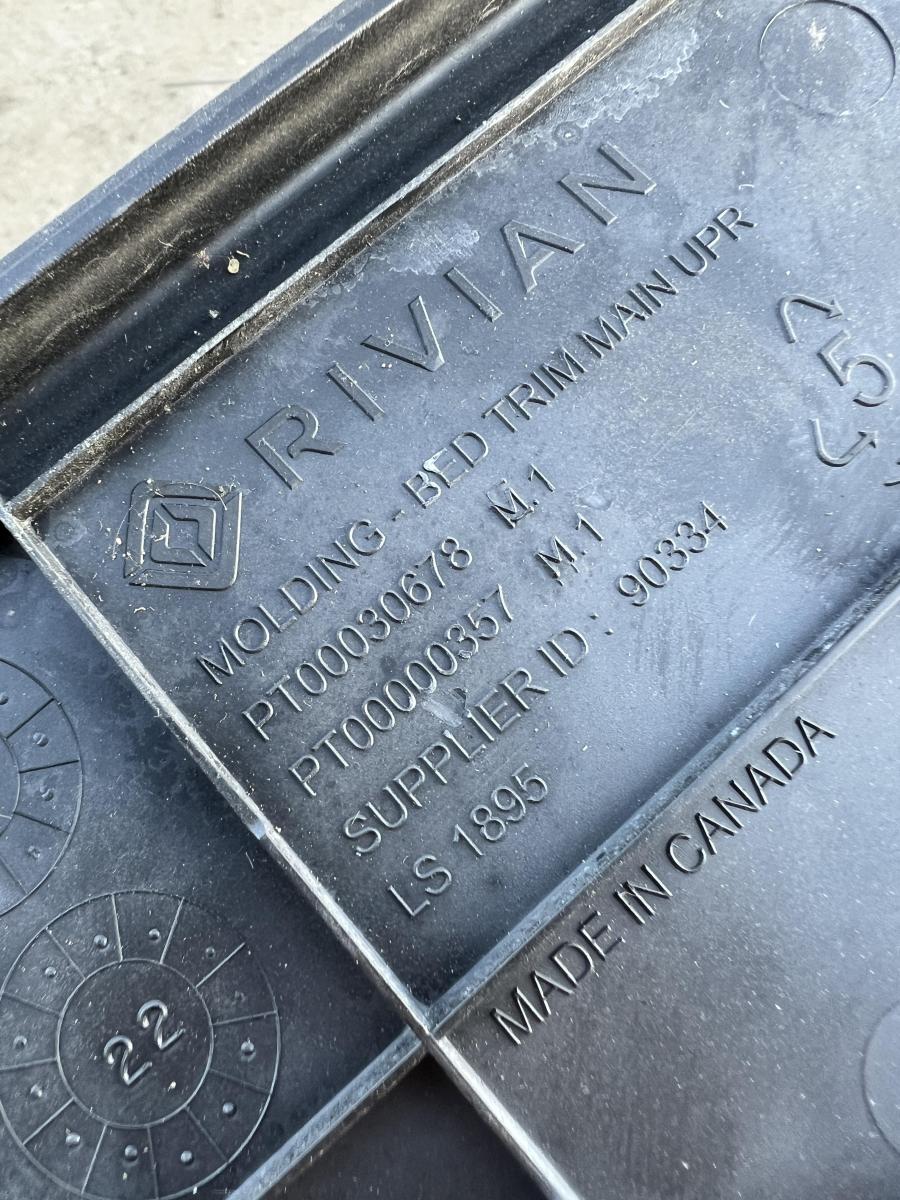 RIVIAN
MOLDING - BED TRIM MAIN UPR
PT00030678 M.1
PT00000357 M.1
SUPPLIER ID : 90334
LS 1895
5
MADE IN CANADA
22